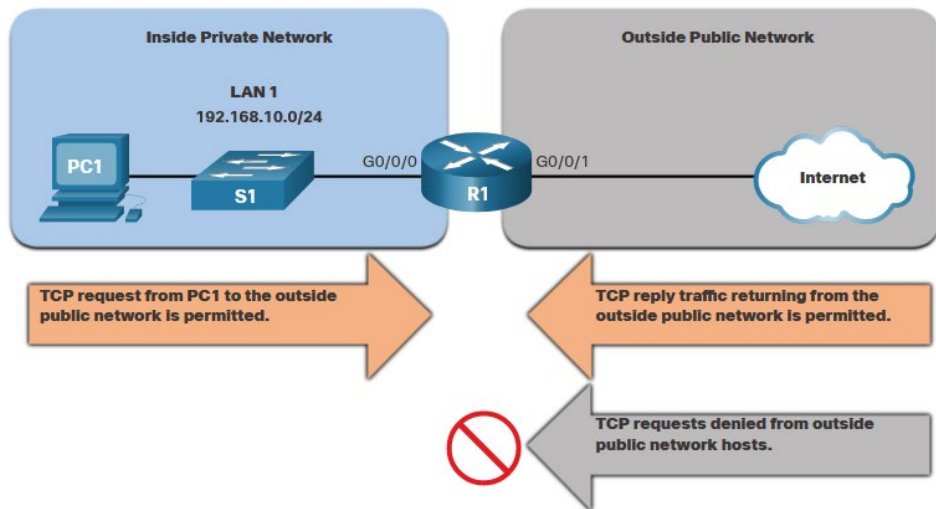 Inside Private Network
Outside Public Network
LAN 1
192.168.10.0/24
PC1
S1
G0/0/0
R1
G0/0/1
Internet
TCP request from PC1 to the outside
public network is permitted.
TCP reply traffic returning from the
outside public network is permitted.
TCP requests denied from outside
public network hosts.